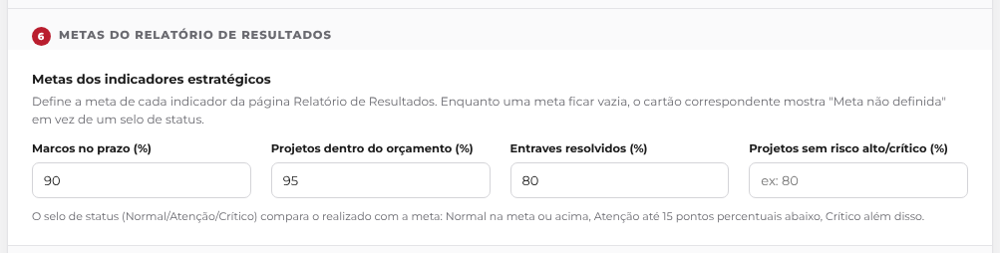 6 METAS DO RELATÓRIO DE RESULTADOS
Metas dos indicadores estratégicos
Define a meta de cada indicador da página Relatório de Resultados. Enquanto uma meta ficar vazia, o cartão correspondente mostra "Meta não definida"
em vez de um selo de status.
Marcos no prazo (%) Projetos dentro do orçamento (%) Entraves resolvidos (%) Projetos sem risco alto/crítico (%)
90 95 80 ex: 80
O selo de status (Normal/Atenção/Crítico) compara o realizado com a meta: Normal na meta ou acima, Atenção até 15 pontos percentuais abaixo, Crítico além disso.